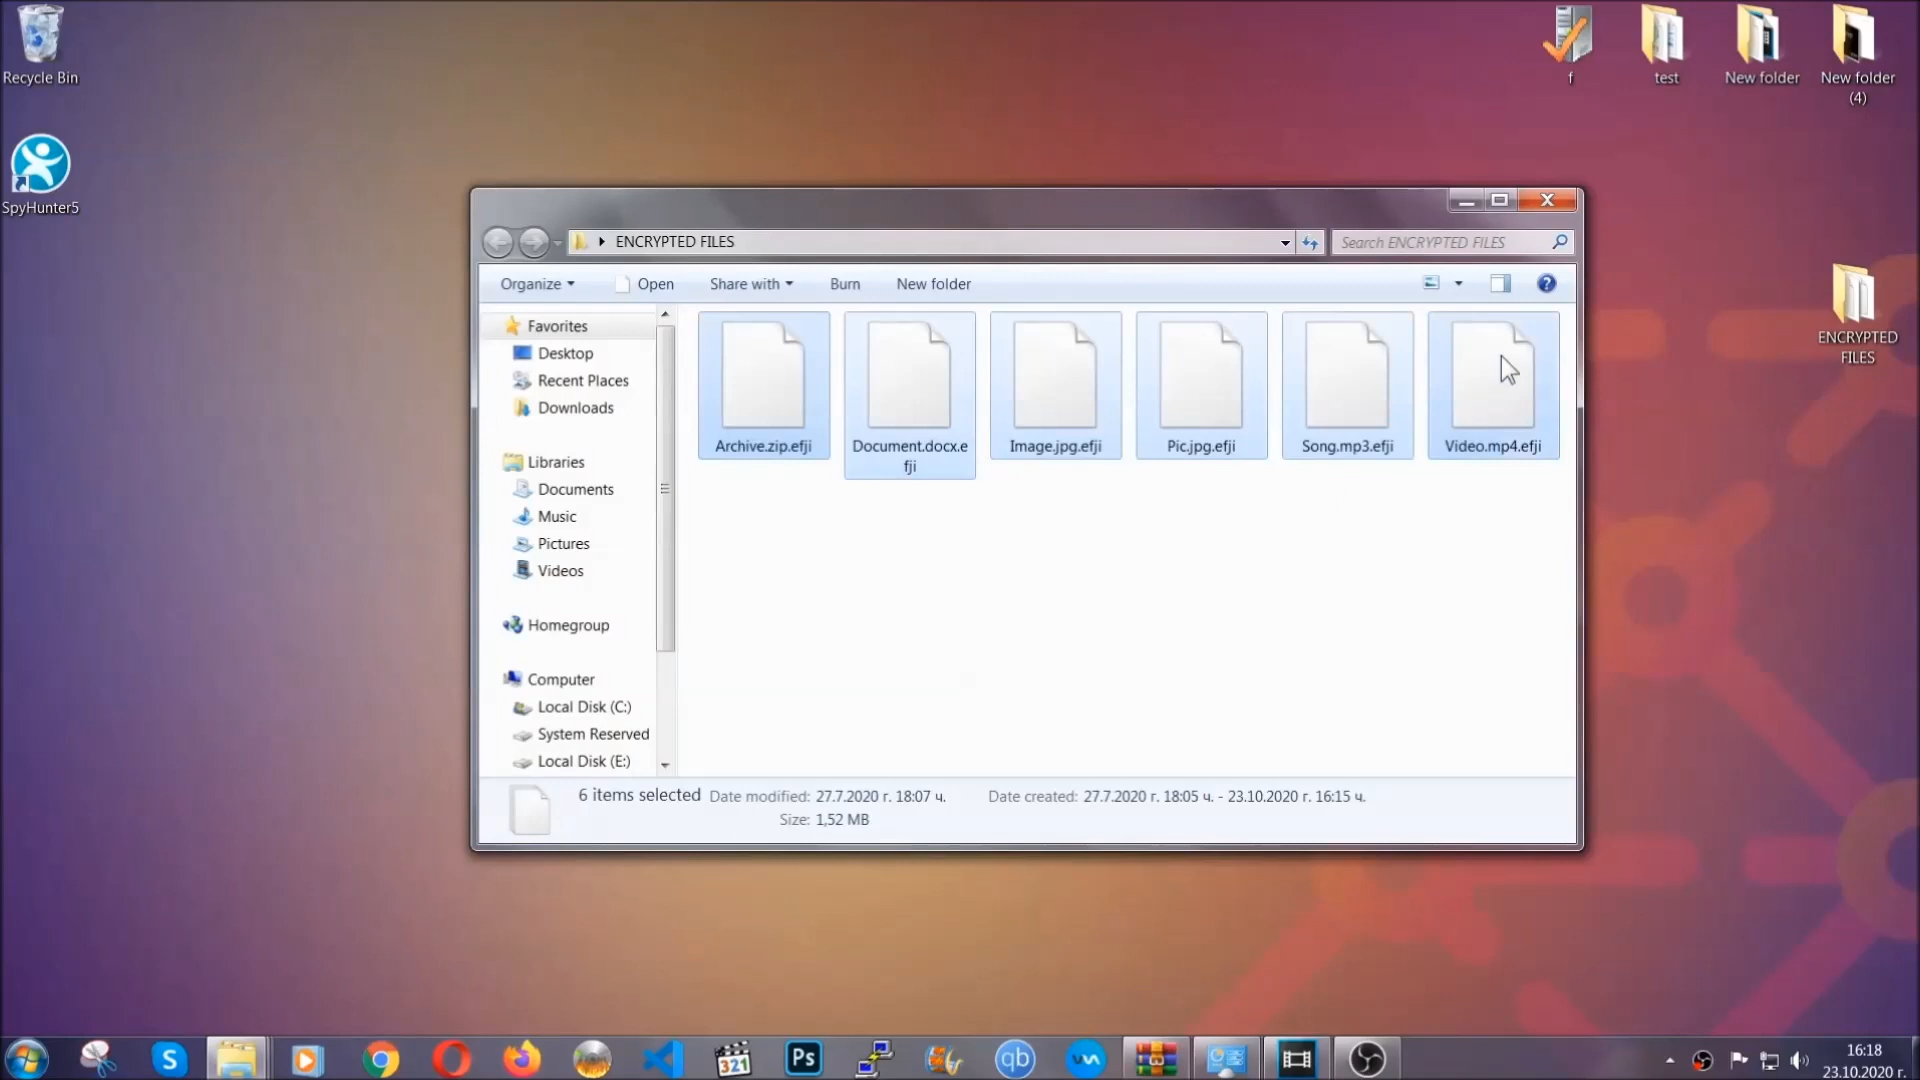 Recycle Bin
SpyHunter5
f
test
New folder
New folder
(4)
ENCRYPTED
FILES
ENCRYPTED FILES
Search ENCRYPTED FILES
Organize
Open
Share with
Burn
New folder
Favorites
Desktop
Recent Places
Downloads
Libraries
Documents
Music
Pictures
Videos
Homegroup
Computer
Local Disk (C:)
System Reserved
Local Disk (E:)
Archive.zip.efji
Document.docx.e
fji
Image.jpg.efji
Pic.jpg.efji
Song.mp3.efji
Video.mp4.efji
6 items selected Date modified: 27.7.2020 г. 18:07 ч. Date created: 27.7.2020 г. 18:05 ч. - 23.10.2020 г. 16:15 ч.
Size: 1,52 MB
S
321
Ps
qb
16:18
23.10.2020 г.